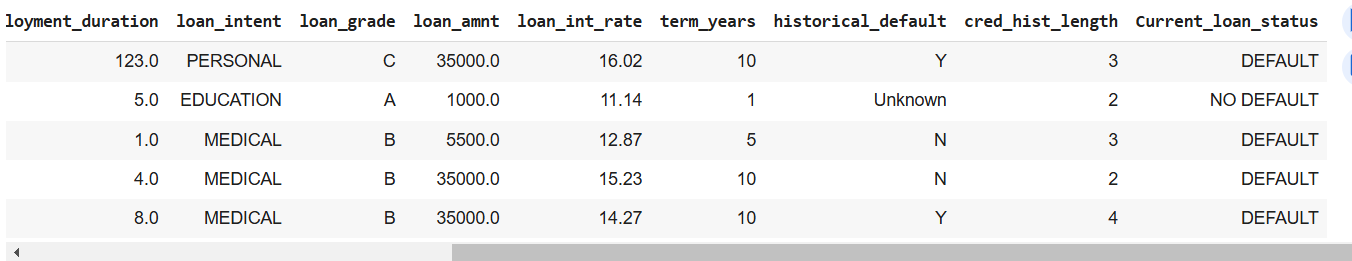 loyment_duration loan_intent loan_grade loan_amnt loan_int_rate term_years historical_default cred_hist_length Current_loan_status
123.0 PERSONAL C 35000.0 16.02 10 Y 3 DEFAULT
5.0 EDUCATION A 1000.0 11.14 1 Unknown 2 NO DEFAULT
1.0 MEDICAL B 5500.0 12.87 5 N 3 DEFAULT
4.0 MEDICAL B 35000.0 15.23 10 N 2 DEFAULT
8.0 MEDICAL B 35000.0 14.27 10 Y 4 DEFAULT